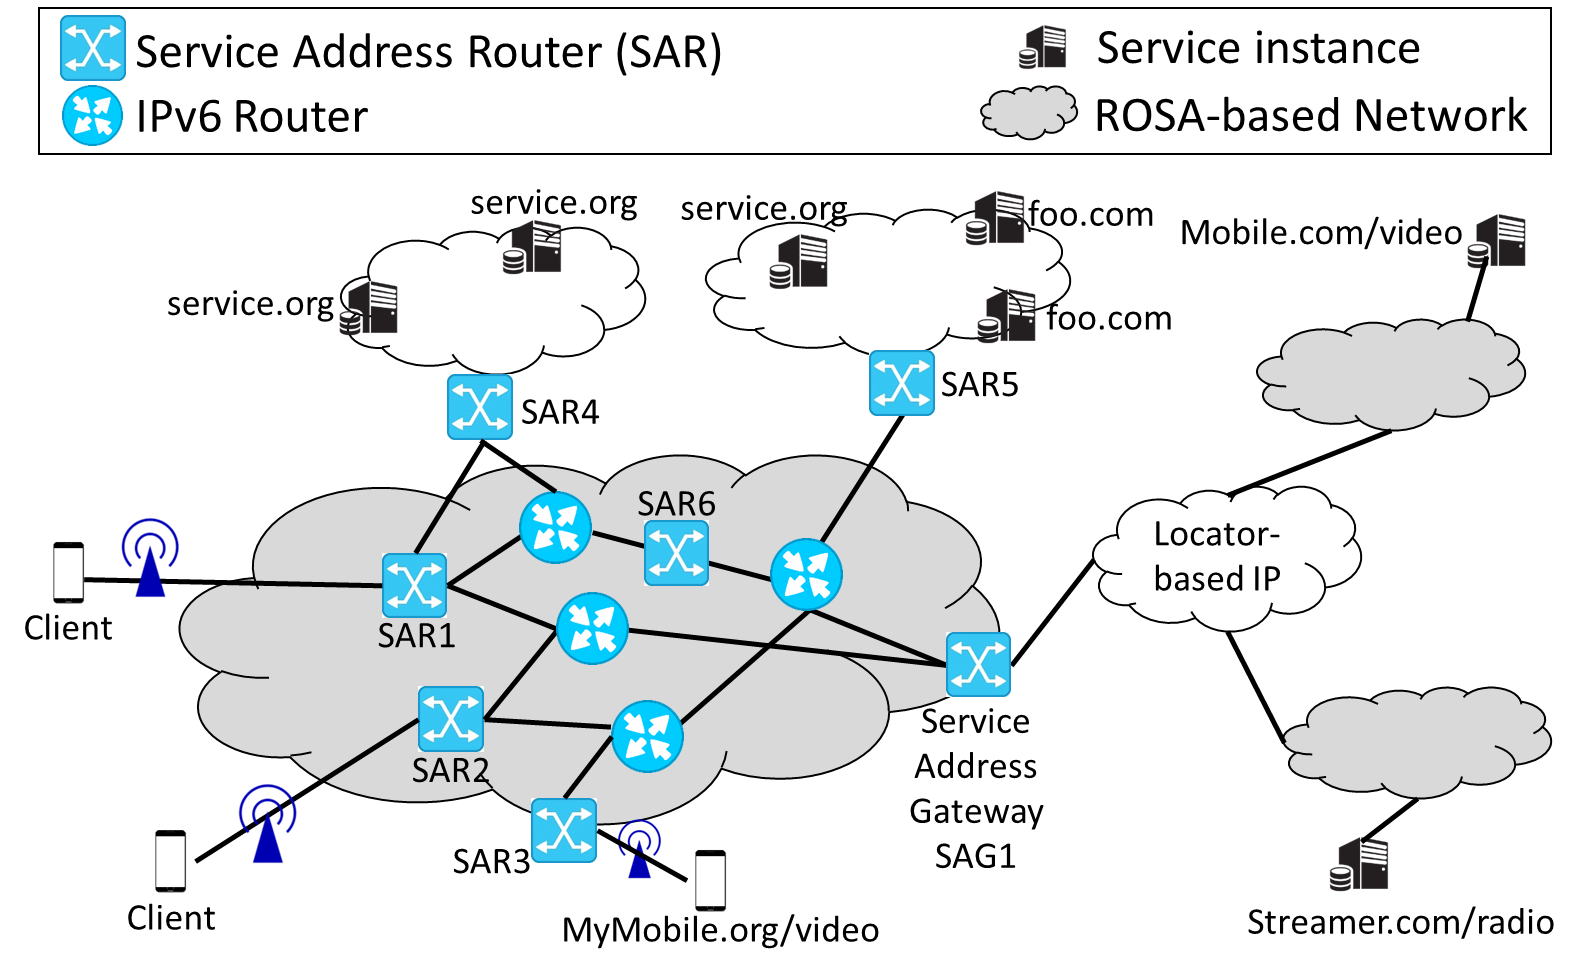 Service Address Router (SAR)
Service instance
IPv6 Router
ROSA-based Network
service.org
service.org
foo.com
Mobile.com/video
service.org
foo.com
SAR4
SAR5
SAR6
Locator-
based IP
Client
SAR1
SAR2
Service
Address
Gateway
SAG1
SAR3
Client
MyMobile.org/video
Streamer.com/radio